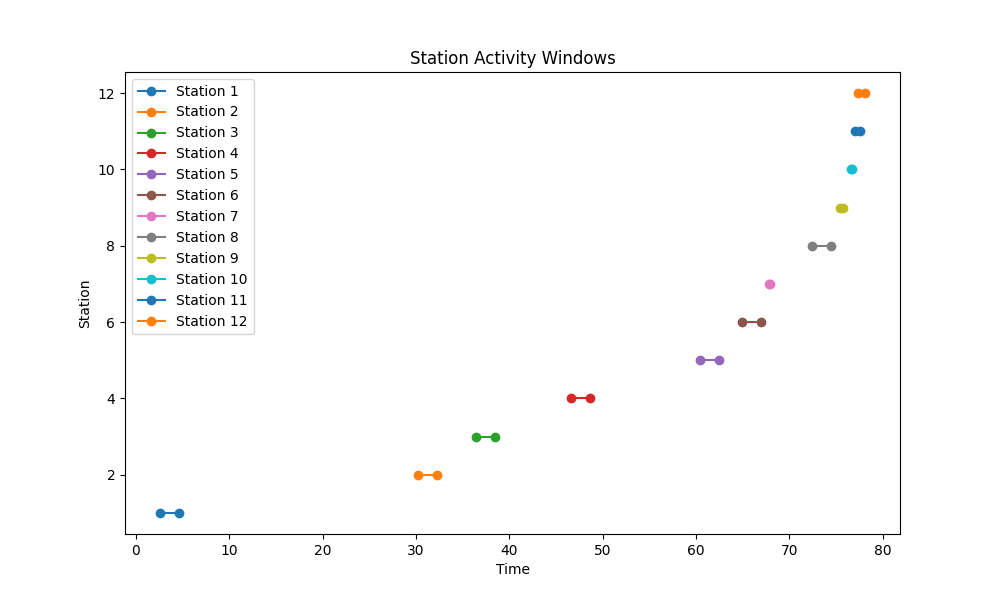 Station Activity Windows
Station
12
10
8
6
4
2
Station 1
Station 2
Station 3
Station 4
Station 5
Station 6
Station 7
Station 8
Station 9
Station 10
Station 11
Station 12
0 10 20 30 40 50 60 70 80
Time